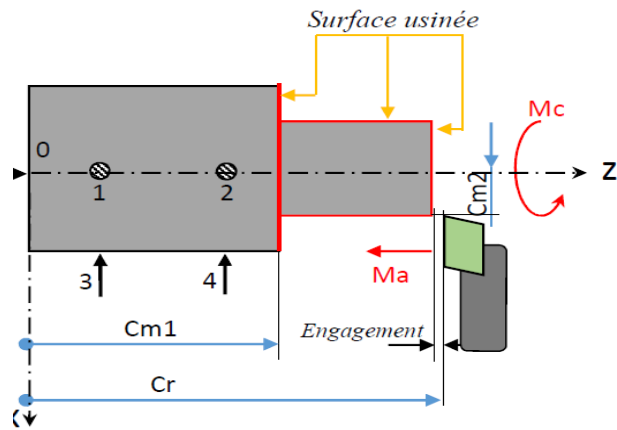 Surface usinée
Mc
0
Z
1
2
Cm2
3
4
Ma
Cm1
Engagement
Cr
X